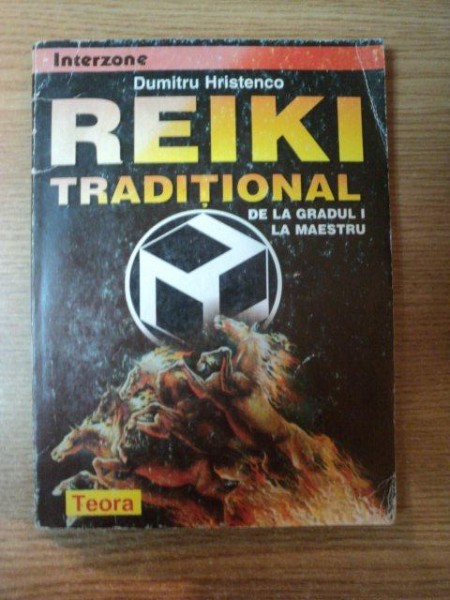 Interzone
Dumitru Hristenco
REIKI
TRADIȚIONAL
DE LA GRADUL I
LA MAESTRU
Teora